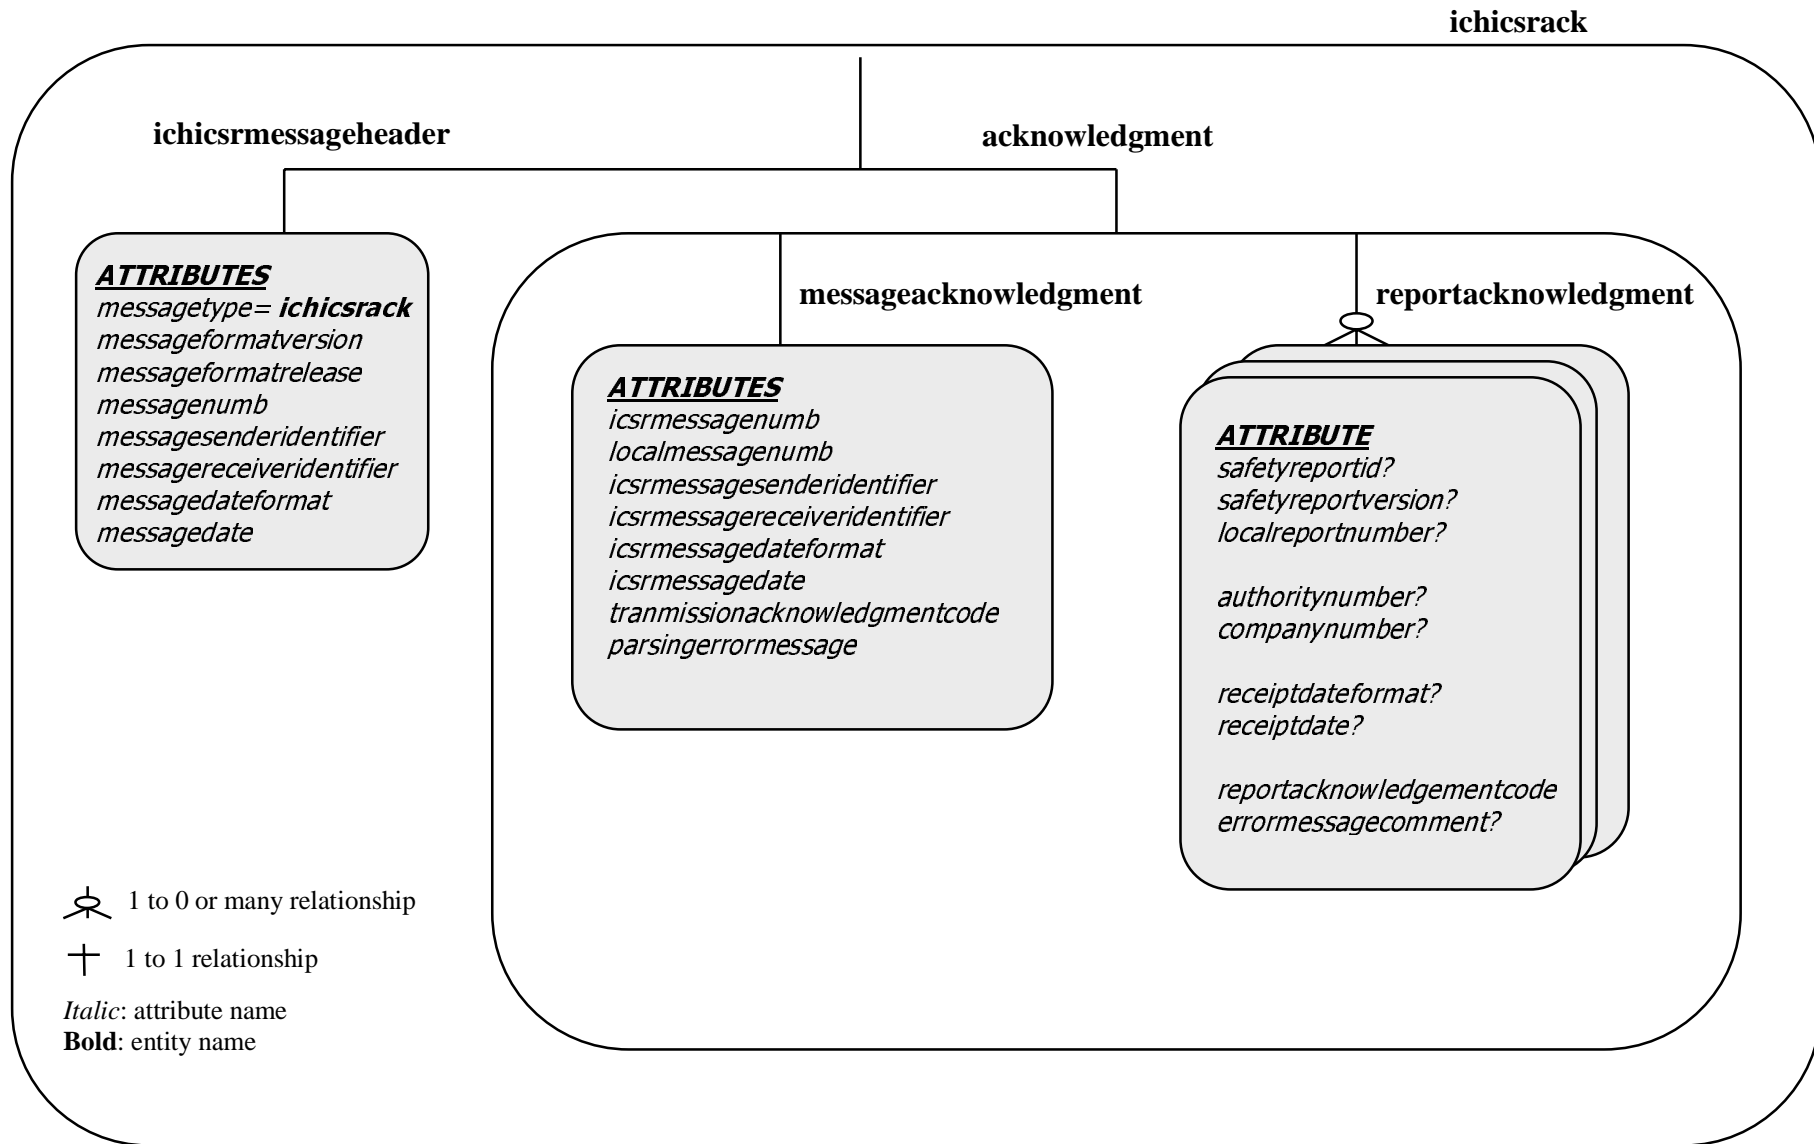 ichicsrack
ichicsrmessageheader
acknowledgment
ATTRIBUTES
messagetype= ichicsrack
messageformatversion
messageformatrelease
messagenumb
messagesenderidentifier
messagereceiveridentifier
messagedateformat
messagedate
messageacknowledgment
ATTRIBUTES
icsrmessagenumb
localmessagenumb
icsrmessagesenderidentifier
icsrmessagereceiveridentifier
icsrmessagedateformat
icsrmessagedate
tranmissionacknowledgmentcode
parsingerrormessage
reportacknowledgment
ATTRIBUTE
safetyreportid?
safetyreportversion?
localreportnumber?
authoritynumber?
companynumber?
receiptdateformat?
receiptdate?
reportacknowledgementcode
errormessagecomment?
1 to 0 or many relationship
1 to 1 relationship
Italic: attribute name
Bold: entity name